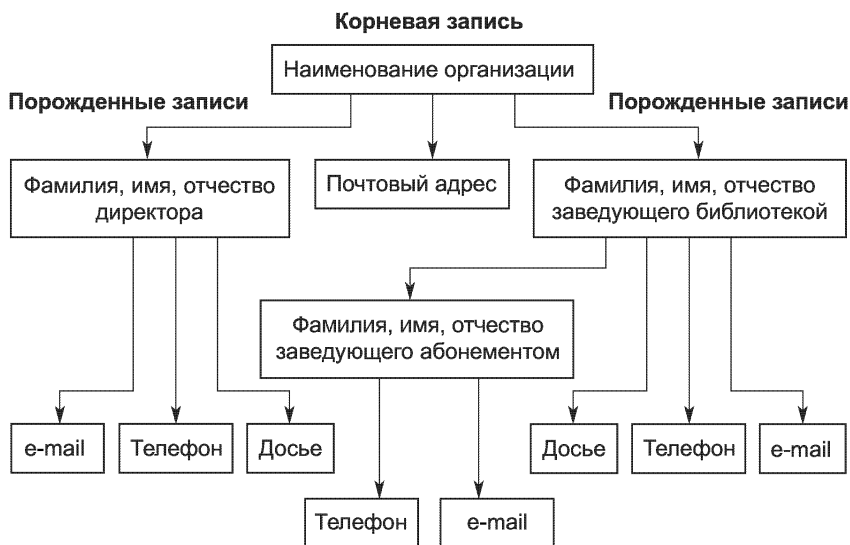 Корневая запись
Наименование организации
Порожденные записи
Порожденные записи
Фамилия, имя, отчество
директора
Почтовый адрес
Фамилия, имя, отчество
заведующего библиотекой
Фамилия, имя, отчество
заведующего абонементом
e-mail
Телефон
Досье
Досье
Телефон
e-mail
Телефон
e-mail